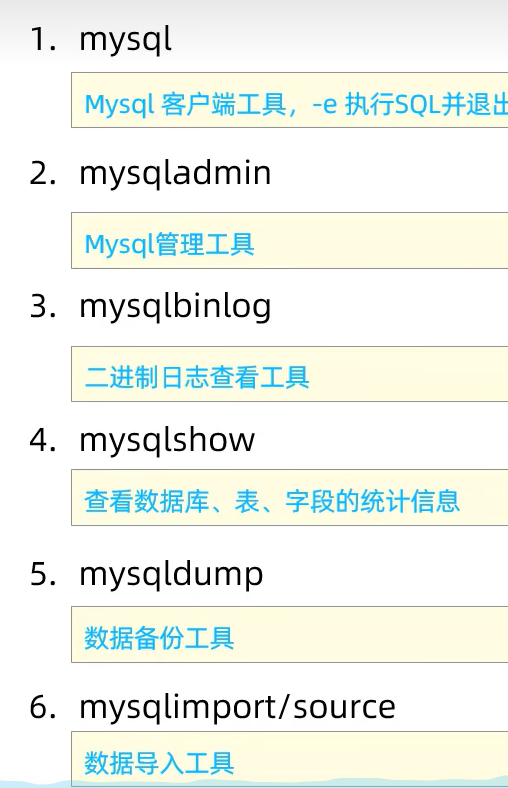 1. mysql
Mysql 客户端工具，-e 执行SQL并退出
2. mysqladmin
Mysql管理工具
3. mysqlbinlog
二进制日志查看工具
4. mysqlshow
查看数据库、表、字段的统计信息
5. mysqldump
数据备份工具
6. mysqlimport/source
数据导入工具